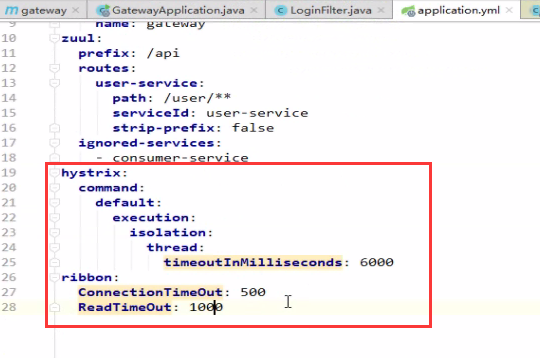 gateway × GatewayApplication.java × LoginFilter.java × application.yml ×
9 name: gateway
10 zuul:
11 prefix: /api
12 routes:
13 user-service:
14 path: /user/**
15 serviceId: user-service
16 strip-prefix: false
17 ignored-services:
18 - consumer-service
19 hystrix:
20 command:
21 default:
22 execution:
23 isolation:
24 thread:
25 timeoutInMilliseconds: 6000
26 ribbon:
27 ConnectionTimeOut: 500
28 ReadTimeOut: 1000